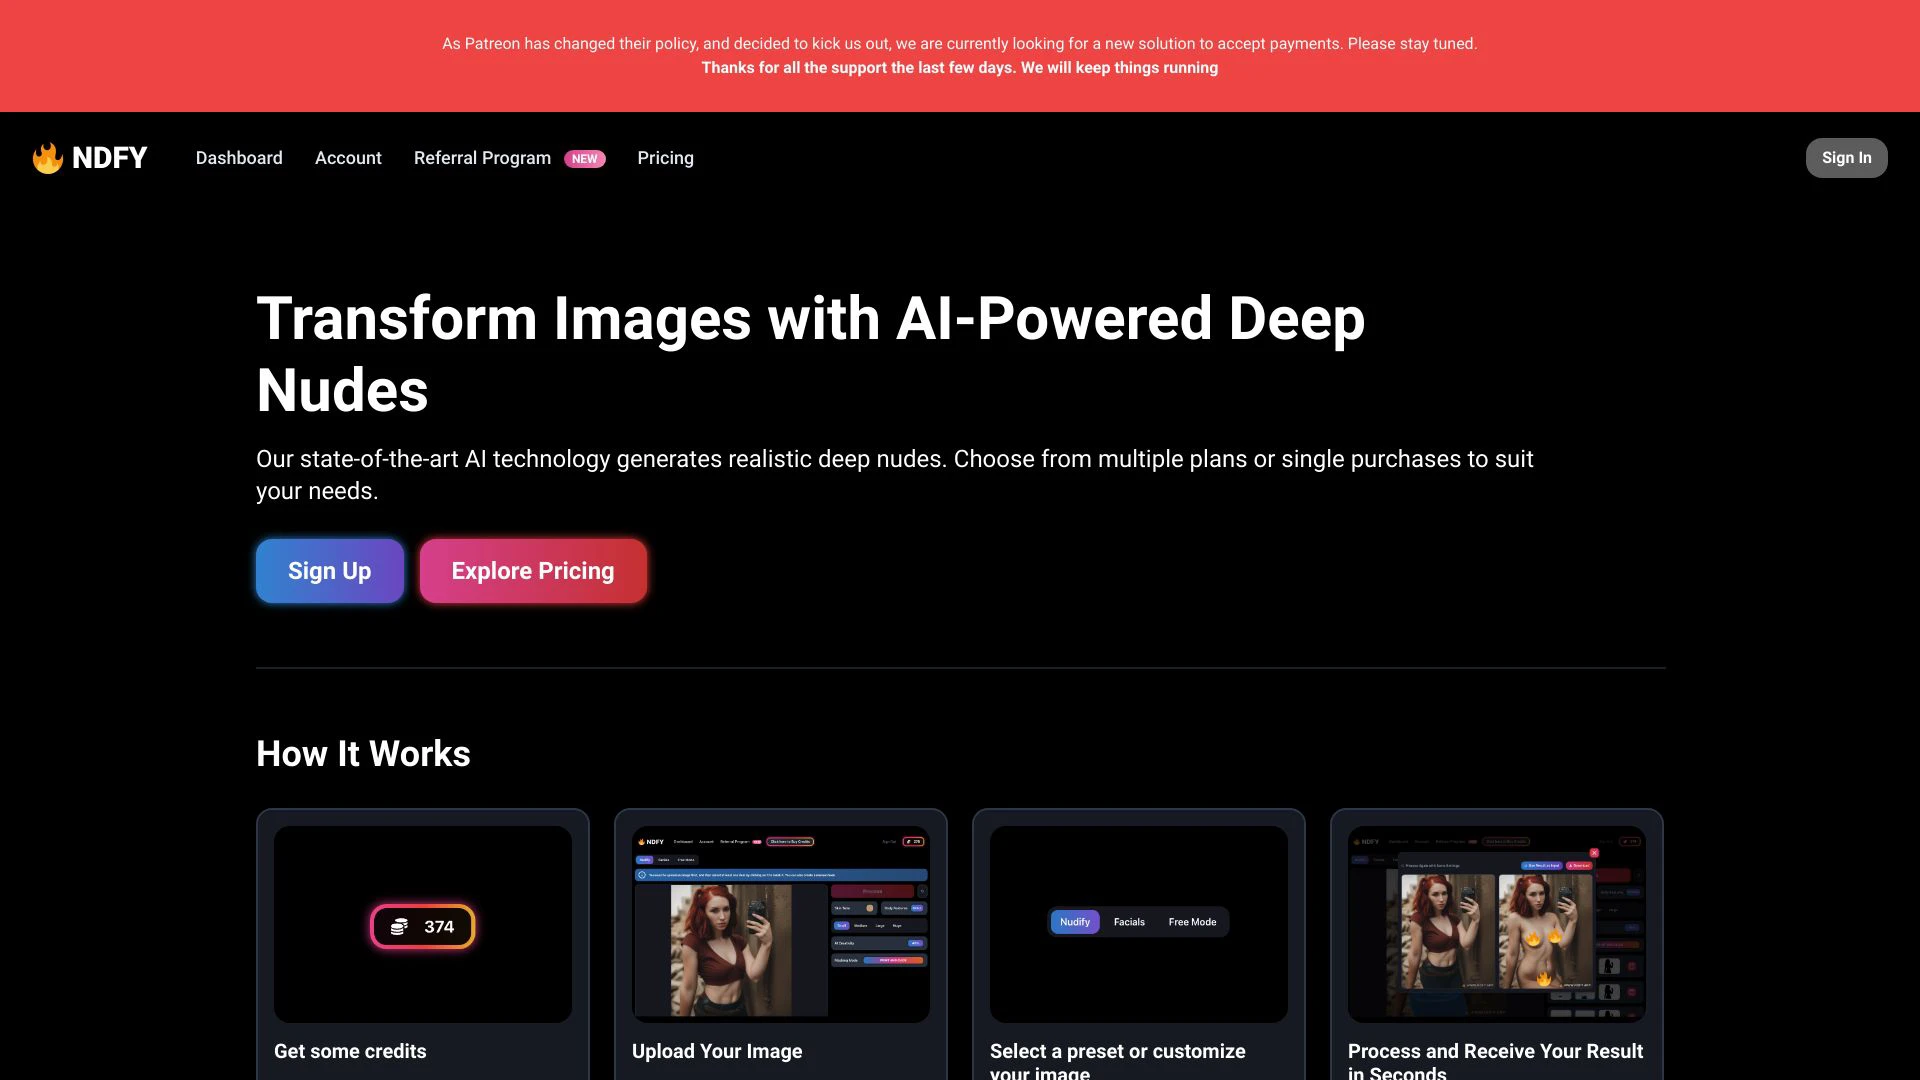 As Patreon has changed their policy, and decided to kick us out, we are currently looking for a new solution to accept payments. Please stay tuned.
Thanks for all the support the last few days. We will keep things running
NDFY
Dashboard
Account
Referral Program
NEW
Pricing
Sign In
Transform Images with AI-Powered Deep
Nudes
Our state-of-the-art AI technology generates realistic deep nudes. Choose from multiple plans or single purchases to suit
your needs.
Sign Up
Explore Pricing
How It Works
374
NDFY
Nudify
Facials
Free Mode
Get some credits
Upload Your Image
Select a preset or customize
your image
Process and Receive Your Result
in Seconds